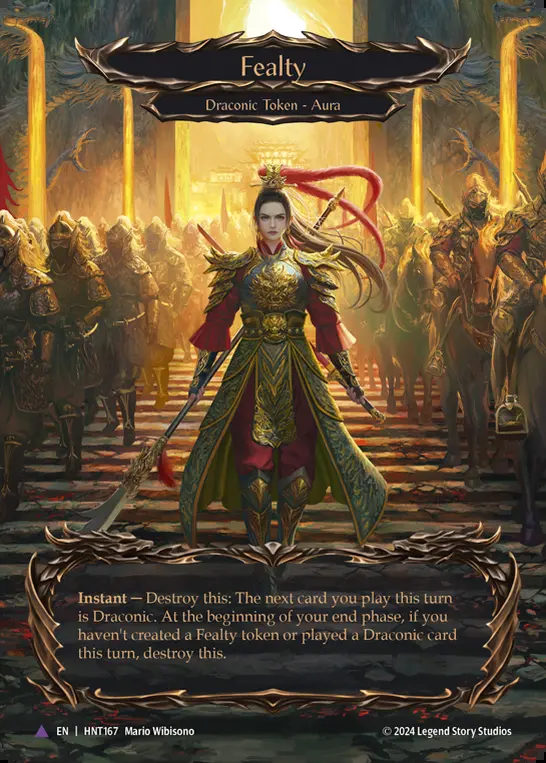 Fealty
Draconic Token - Aura
Instant — Destroy this: The next card you play this turn
is Draconic. At the beginning of your end phase, if you
haven't created a Fealty token or played a Draconic card
this turn, destroy this.
EN | HNT167 Mario Wibisono
© 2024 Legend Story Studios